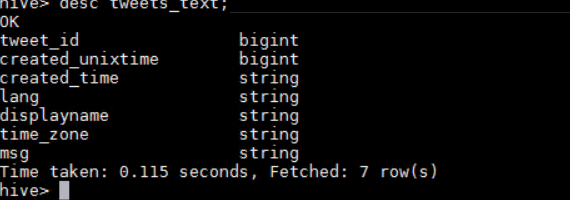 hive> desc tweets_text;
OK
tweet_id bigint
created_unixtime bigint
created_time string
lang string
displayname string
time_zone string
msg string
Time taken: 0.115 seconds, Fetched: 7 row(s)
hive>